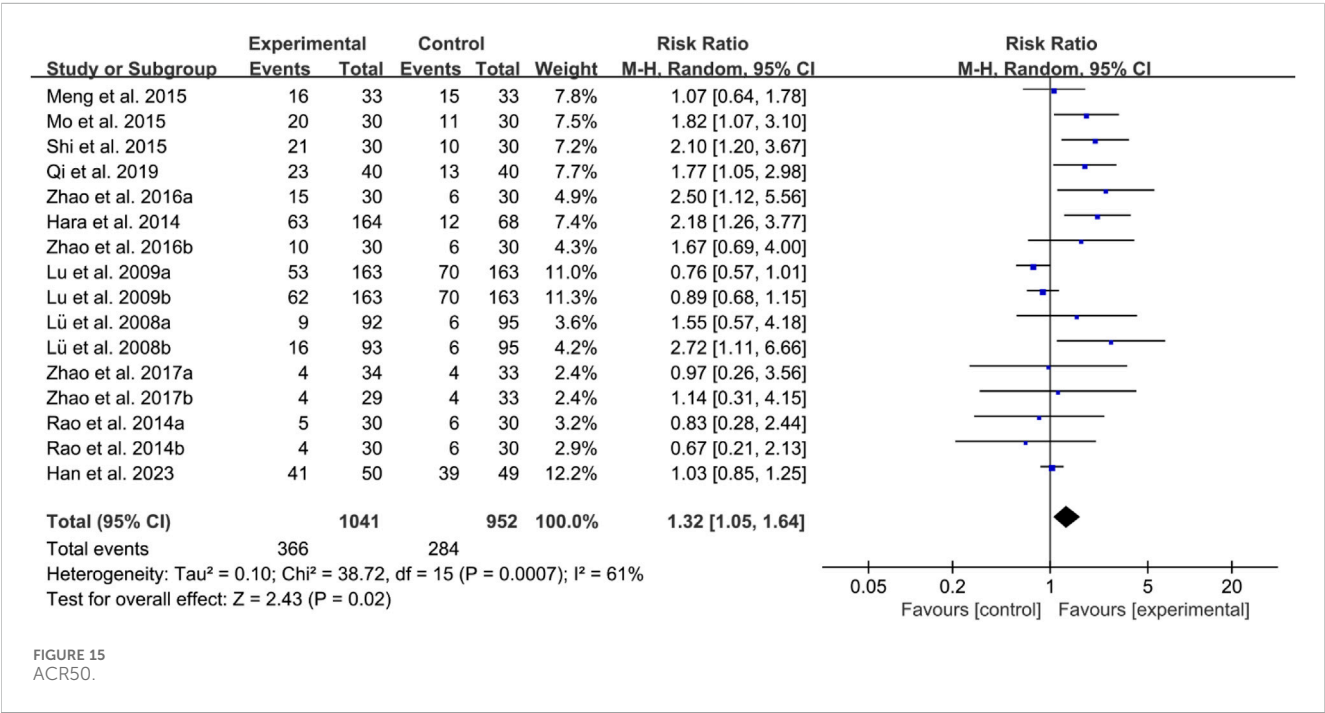 Experimental Control Risk Ratio Risk Ratio
Study or Subgroup Events Total Events Total Weight M-H, Random, 95% CI M-H, Random, 95% CI
Meng et al. 2015 16 33 15 33 7.8% 1.07 [0.64, 1.78]
Mo et al. 2015 20 30 11 30 7.5% 1.82 [1.07, 3.10]
Shi et al. 2015 21 30 10 30 7.2% 2.10 [1.20, 3.67]
Qi et al. 2019 23 40 13 40 7.7% 1.77 [1.05, 2.98]
Zhao et al. 2016a 15 30 6 30 4.9% 2.50 [1.12, 5.56]
Hara et al. 2014 63 164 12 68 7.4% 2.18 [1.26, 3.77]
Zhao et al. 2016b 10 30 6 30 4.3% 1.67 [0.69, 4.00]
Lu et al. 2009a 53 163 70 163 11.0% 0.76 [0.57, 1.01]
Lu et al. 2009b 62 163 70 163 11.3% 0.89 [0.68, 1.15]
Lü et al. 2008a 9 92 6 95 3.6% 1.55 [0.57, 4.18]
Lü et al. 2008b 16 93 6 95 4.2% 2.72 [1.11, 6.66]
Zhao et al. 2017a 4 34 4 33 2.4% 0.97 [0.26, 3.56]
Zhao et al. 2017b 4 29 4 33 2.4% 1.14 [0.31, 4.15]
Rao et al. 2014a 5 30 6 30 3.2% 0.83 [0.28, 2.44]
Rao et al. 2014b 4 30 6 30 2.9% 0.67 [0.21, 2.13]
Han et al. 2023 41 50 39 49 12.2% 1.03 [0.85, 1.25]
Total (95% CI) 1041 952 100.0% 1.32 [1.05, 1.64]
Total events 366 284
Heterogeneity: Tau² = 0.10; Chi² = 38.72, df = 15 (P = 0.0007); I² = 61%
Test for overall effect: Z = 2.43 (P = 0.02)
0.05 0.2 1 5 20
Favours [control] Favours [experimental]
FIGURE 15
ACR50.